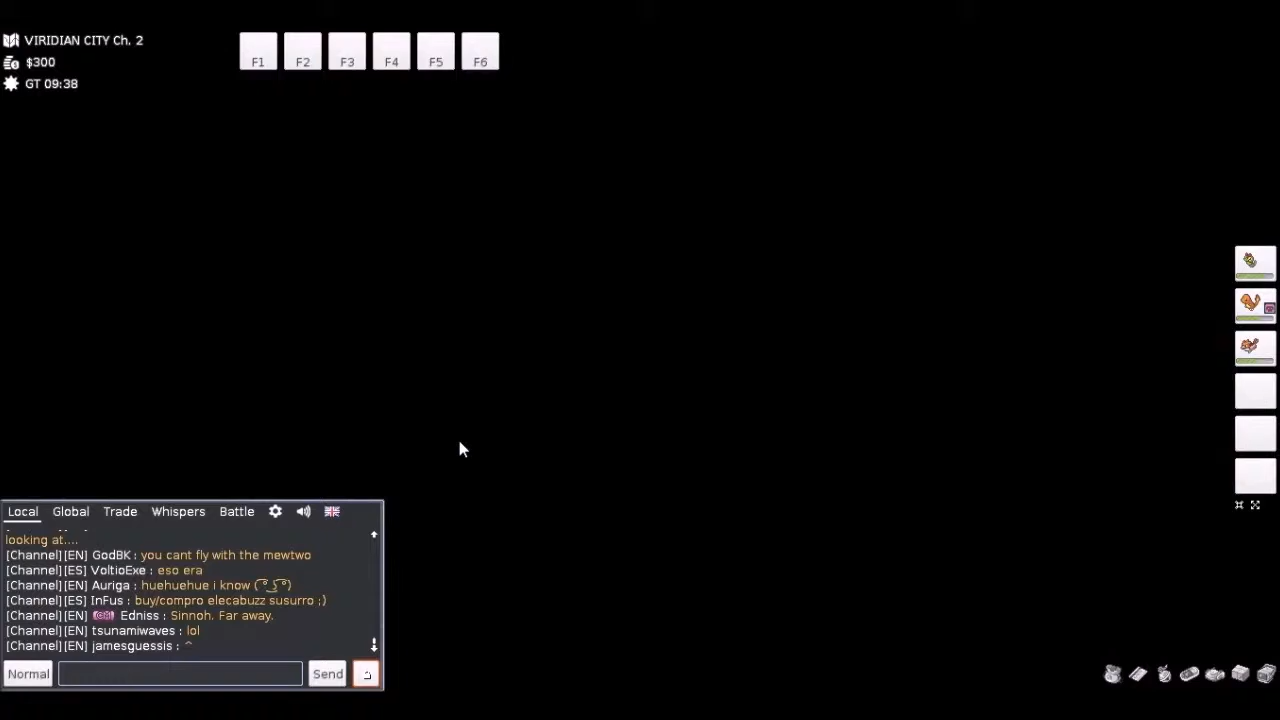 VIRIDIAN CITY Ch. 2
$300
GT 09:38
F1 F2 F3 F4 F5 F6
Local Global Trade Whispers Battle
looking at....
[Channel][EN] GodBK : you cant fly with the mewtwo
[Channel][ES] VoltioExe : eso era
[Channel][EN] Auriga : huehuehue i know ( ͡° ͜ʖ ͡°)
[Channel][ES] InFus : buy/compro elecabuzz susurro ;)
[Channel][EN] Edniss : Sinnoh. Far away.
[Channel][EN] tsunamiwaves : lol
[Channel][EN] jamesguessis : ^
Normal Send